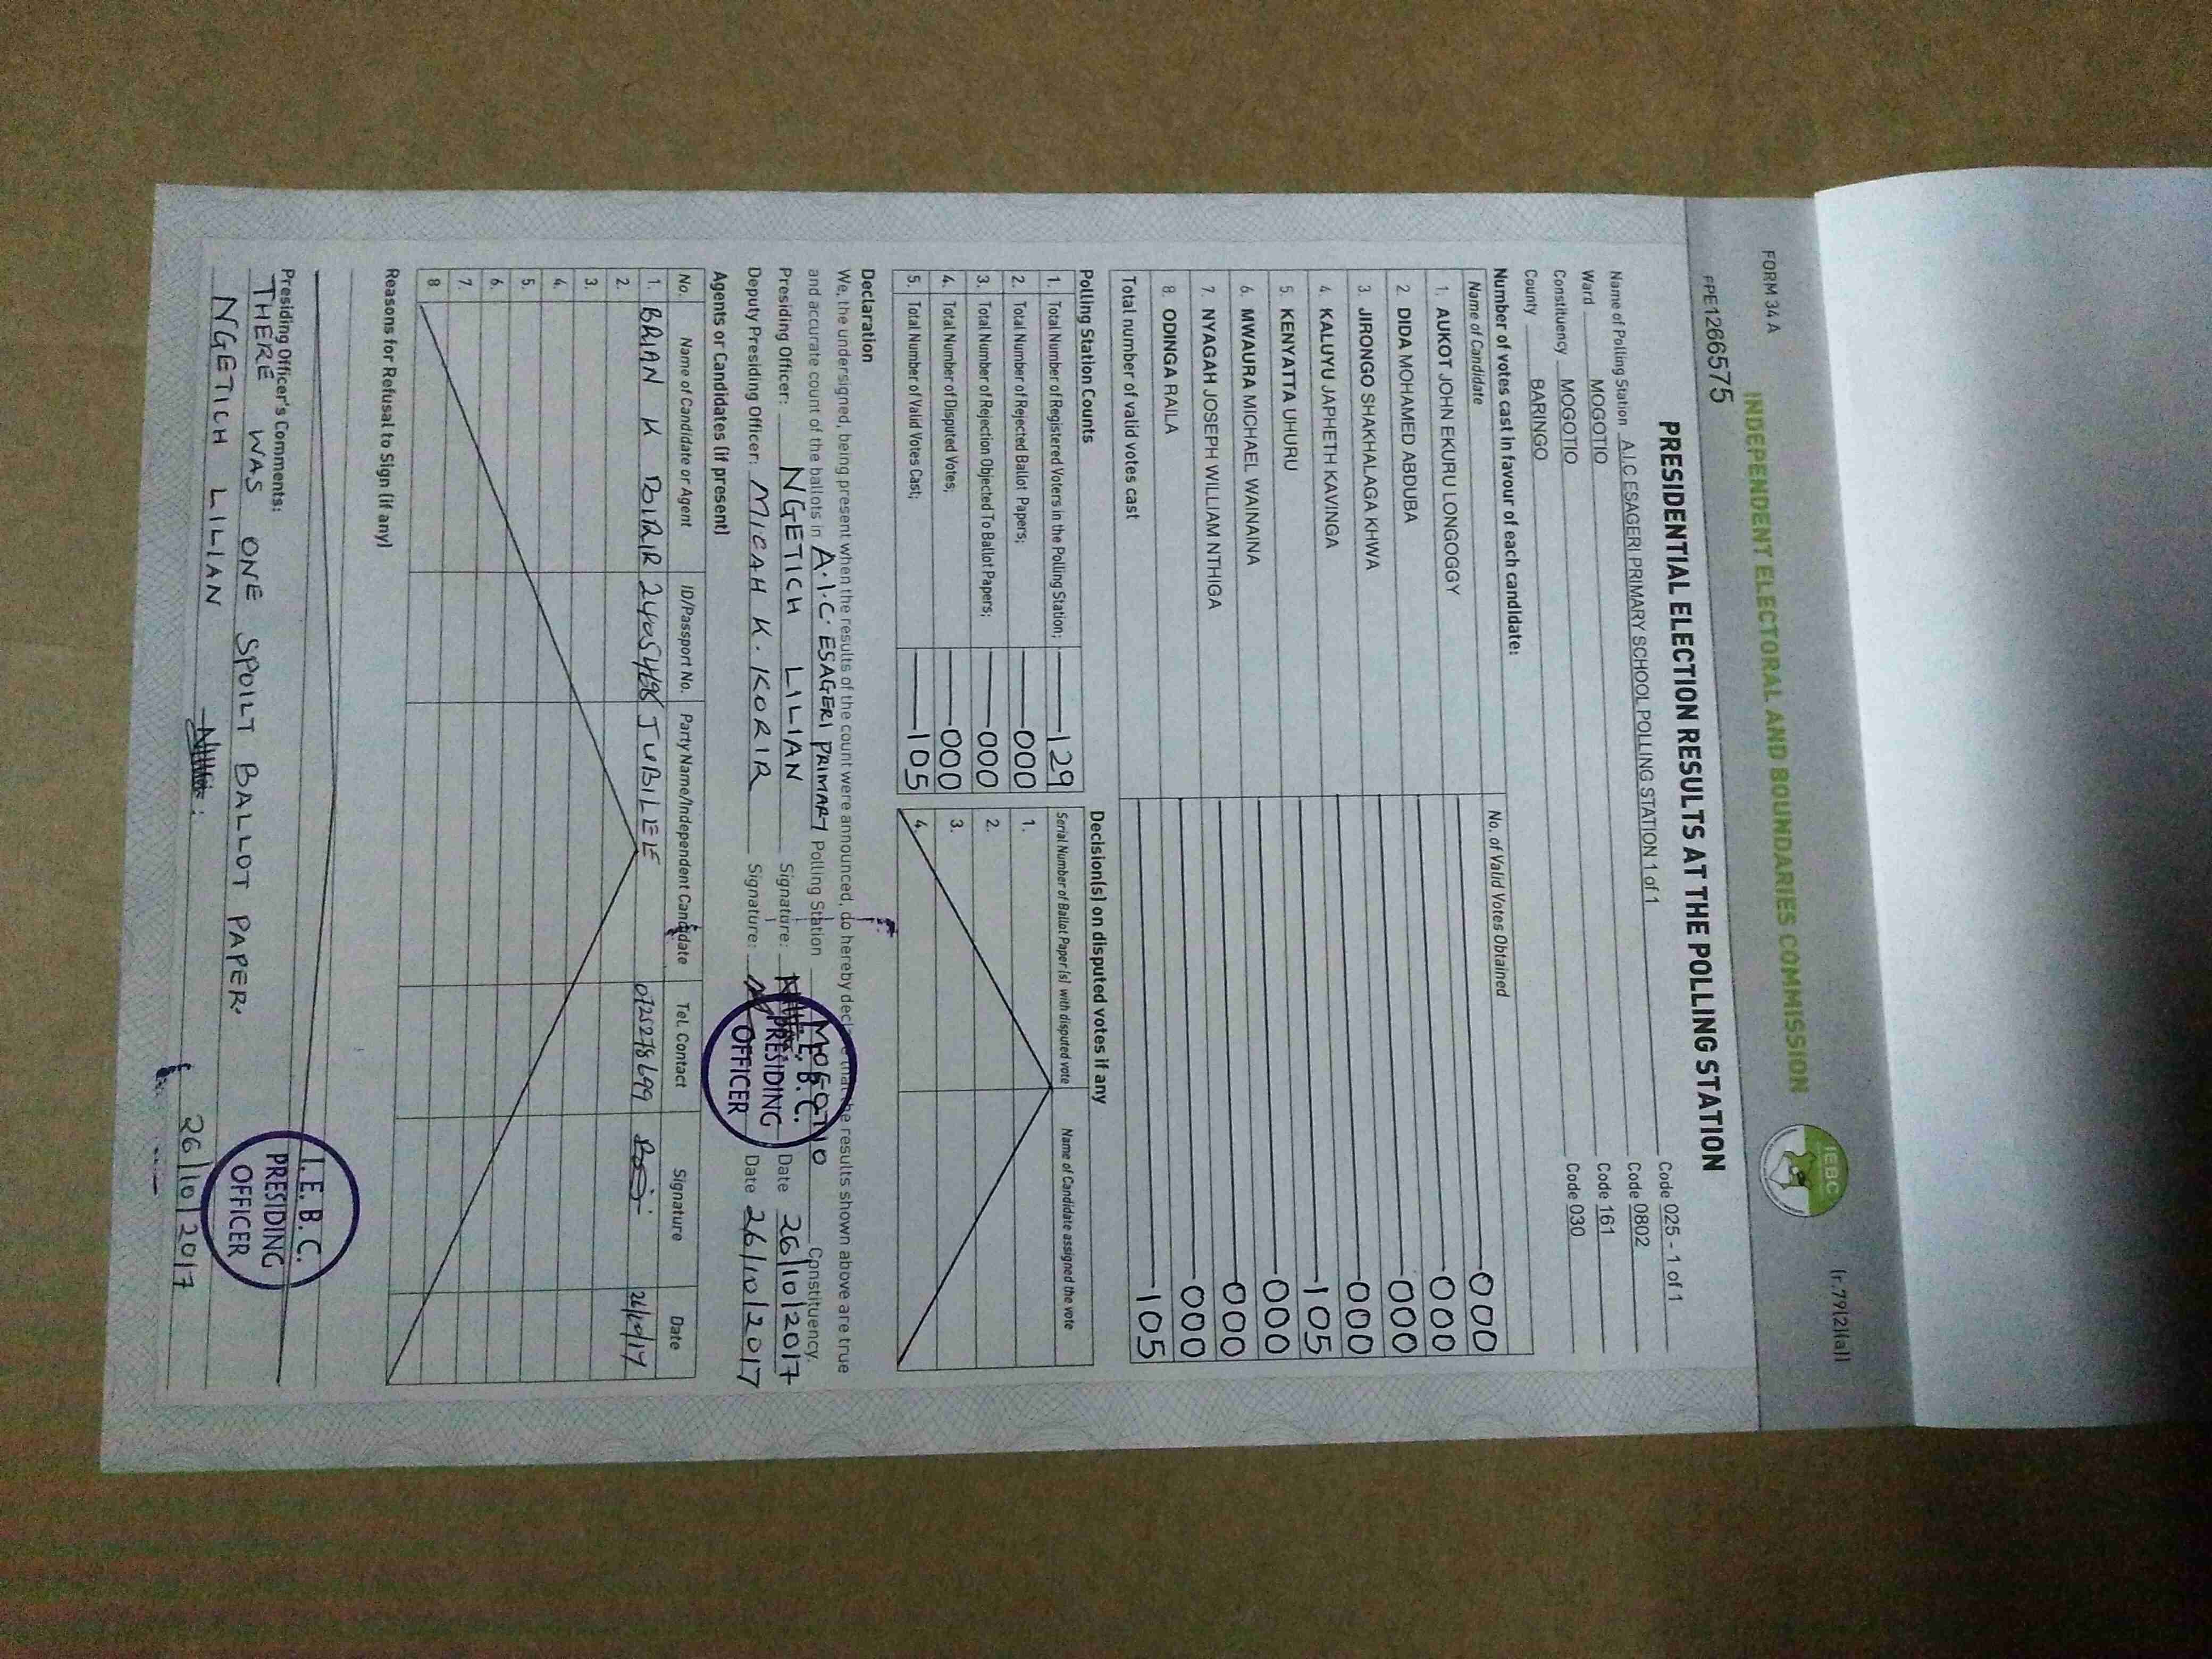 FORM 34 A
(r.79(2)(a))
INDEPENDENT ELECTORAL AND BOUNDARIES COMMISSION
IEBC
FPE1266575
PRESIDENTIAL ELECTION RESULTS AT THE POLLING STATION
Name of Polling Station A.I.C ESAGERI PRIMARY SCHOOL POLLING STATION 1 of 1 Code 025 - 1 of 1
Ward MOGOTIO Code 0802
Constituency MOGOTIO Code 161
County BARINGO Code 030
Number of votes cast in favour of each candidate:
Name of Candidate No. of Valid Votes Obtained
1. AUKOT JOHN EKURU LONGOGGY 000
2. DIDA MOHAMED ABDUBA 000
3. JIRONGO SHAKHALAGA KHWA 000
4. KALUYU JAPHETH KAVINGA 000
5. KENYATTA UHURU 105
6. MWAURA MICHAEL WAINAINA 000
7. NYAGAH JOSEPH WILLIAM NTHIGA 000
8. ODINGA RAILA 000
Total number of valid votes cast 105
Polling Station Counts
1. Total Number of Registered Voters in the Polling Station; 129
2. Total Number of Rejected Ballot Papers; 000
3. Total Number of Rejection Objected To Ballot Papers; 000
4. Total Number of Disputed Votes; 000
5. Total Number of Valid Votes Cast; 105
Decision(s) on disputed votes if any
Serial Number of Ballot Paper (s) with disputed vote Name of Candidate assigned the vote
1.
2.
3.
4.
Declaration
We, the undersigned, being present when the results of the count were announced, do hereby declare that the results shown above are true
and accurate count of the ballots in A.I.C. ESAGERI PRIMARY Polling Station MOGOTIO Constituency.
Presiding Officer: NGETICH LILIAN Signature: Date 26/10/2017
Deputy Presiding Officer: MICAH K. KORIR Signature: Date 26/10/2017
I.E.B.C.
PRESIDING
OFFICER
Agents or Candidates (if present)
No. Name of Candidate or Agent ID/Passport No. Party Name/Independent Candidate Tel. Contact Signature Date
1. BRIAN K JUBILEE 0725278699 26/10/17
2.
3.
4.
5.
6.
7.
8
Reasons for Refusal to Sign (if any)
Presiding Officer's Comments:
THERE WAS ONE SPOILT BALLOT PAPER.
NGETICH LILIAN
26/10/2017
I.E.B.C.
PRESIDING
OFFICER